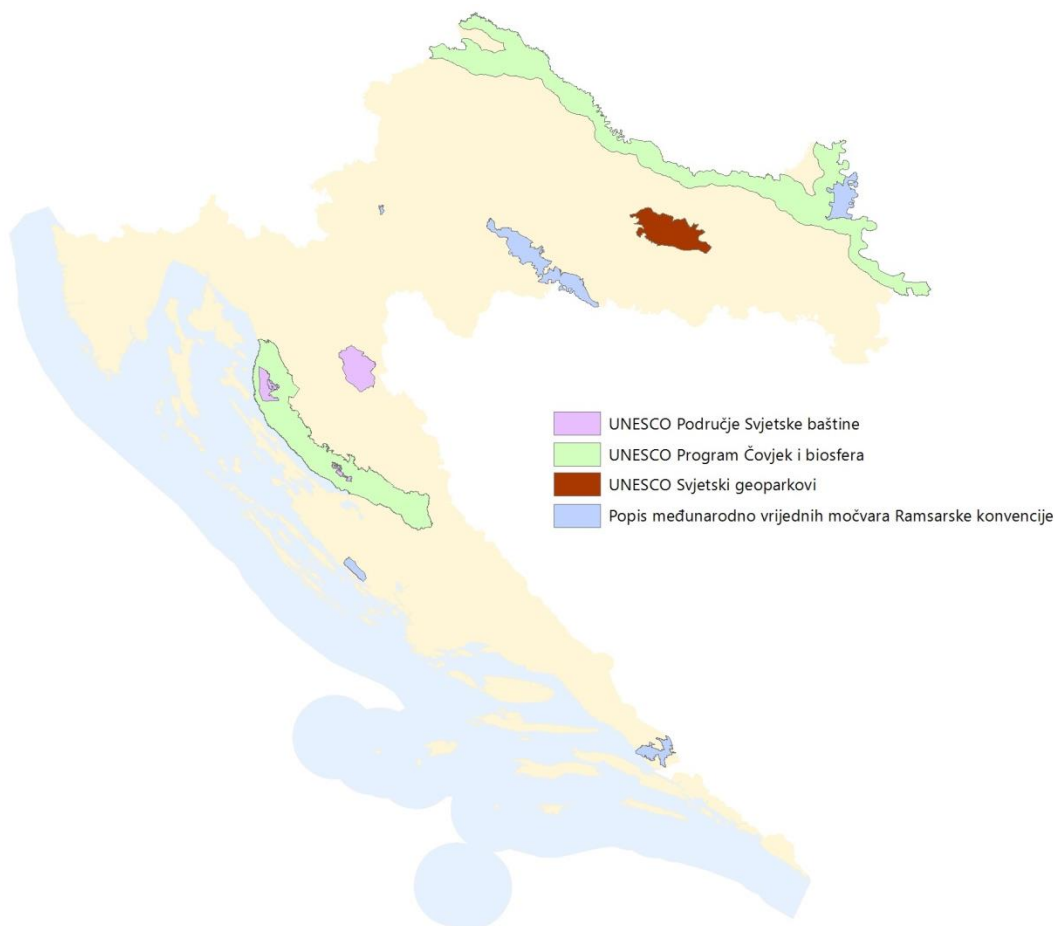 UNESCO Područje Svjetske baštine
UNESCO Program Čovjek i biosfera
UNESCO Svjetski geoparkovi
Popis međunarodno vrijednih močvara Ramsarske konvencije